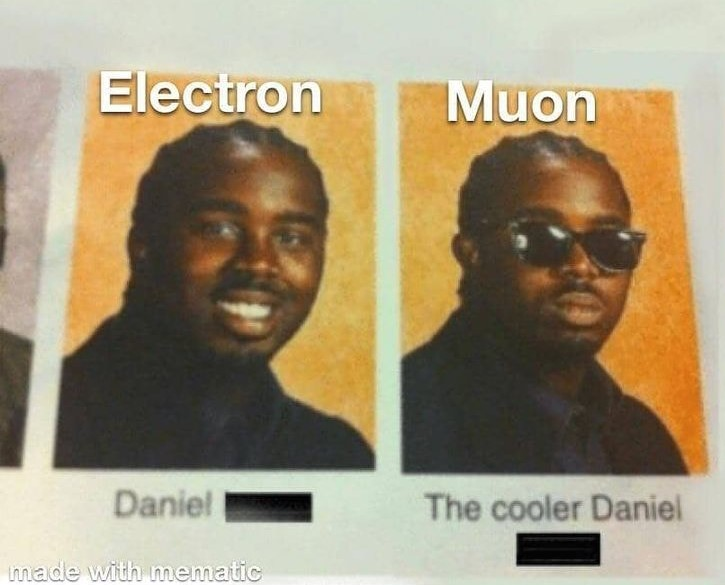 Electron
Muon
Daniel
The cooler Daniel
made with mematic